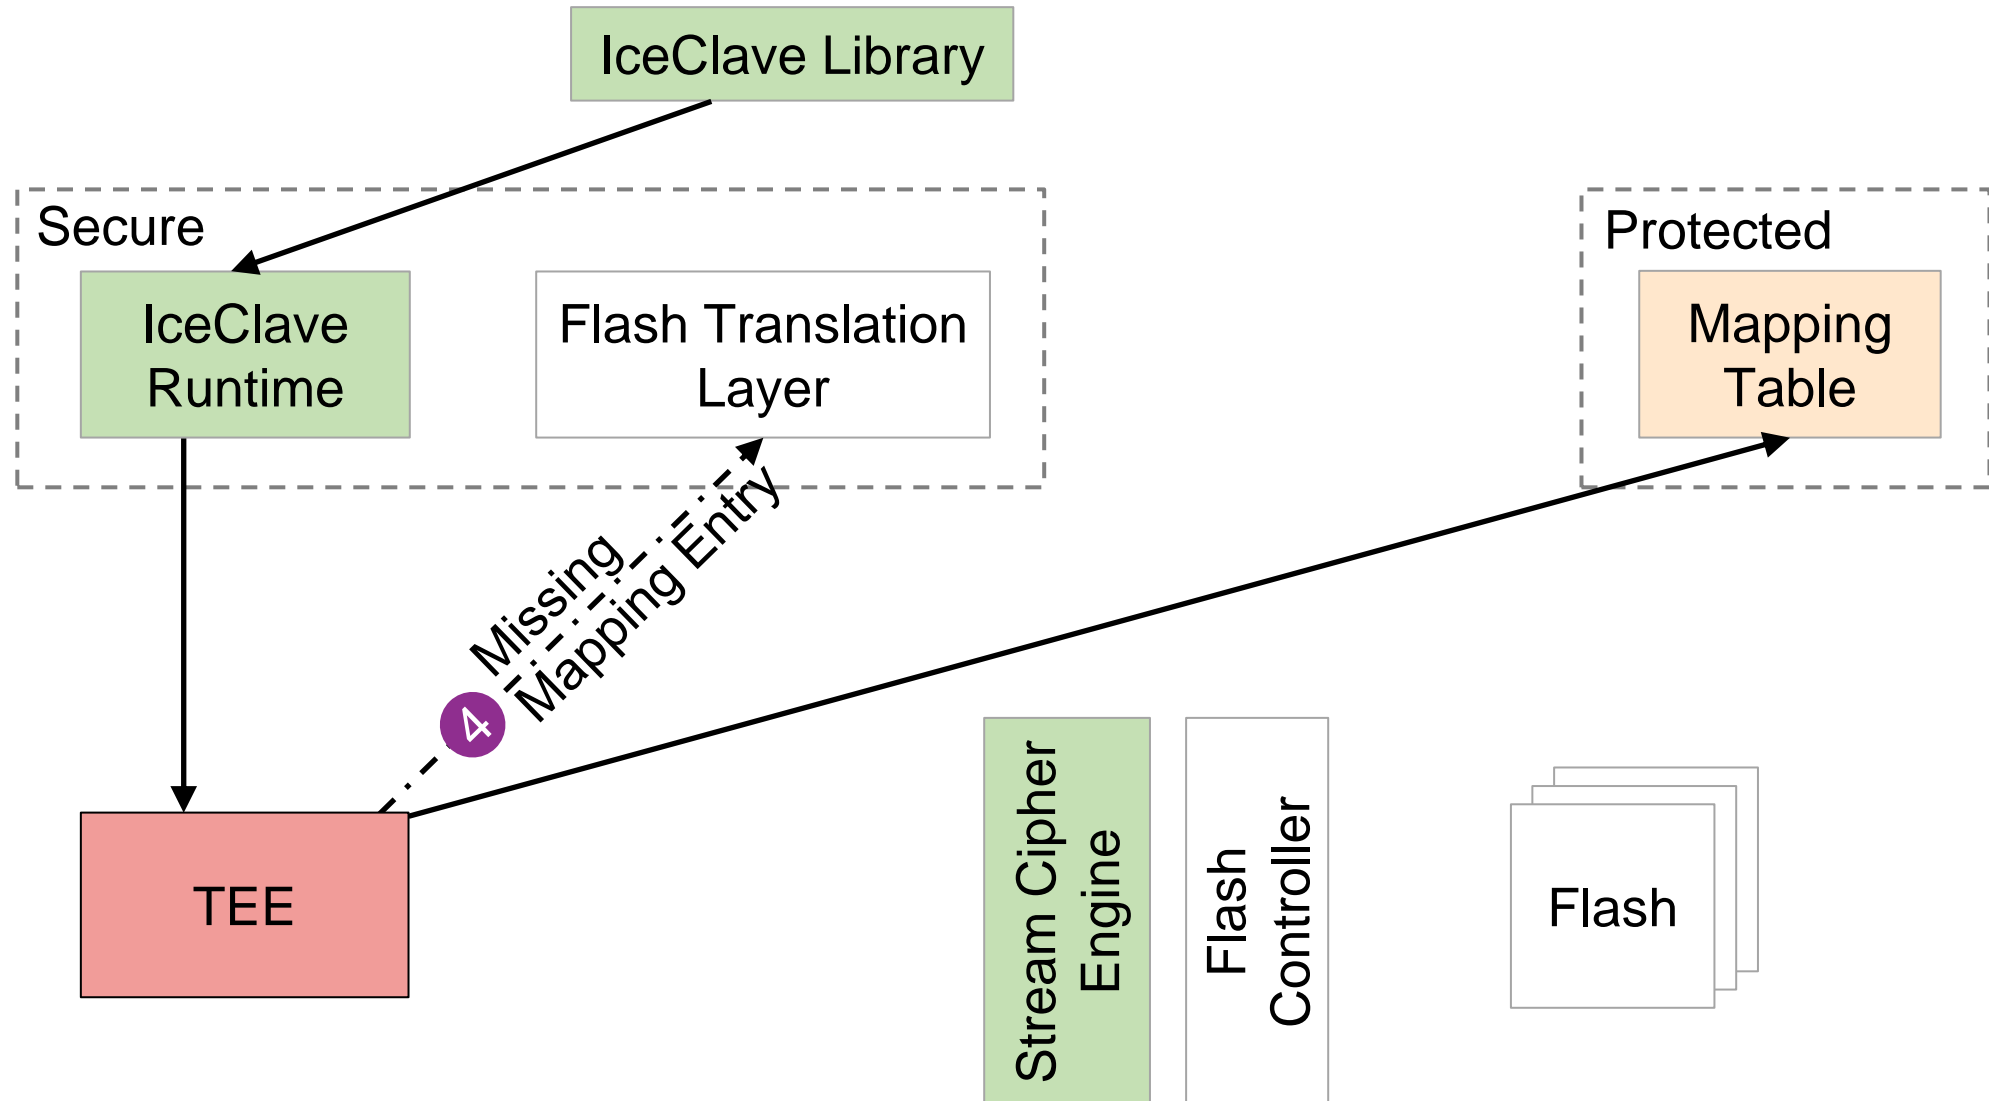 IceClave Library
Secure
Protected
IceClave
Runtime
Flash Translation
Layer
Mapping
Table
Missing
Mapping Entry
4
TEE
Stream Cipher
Engine
Flash
Controller
Flash